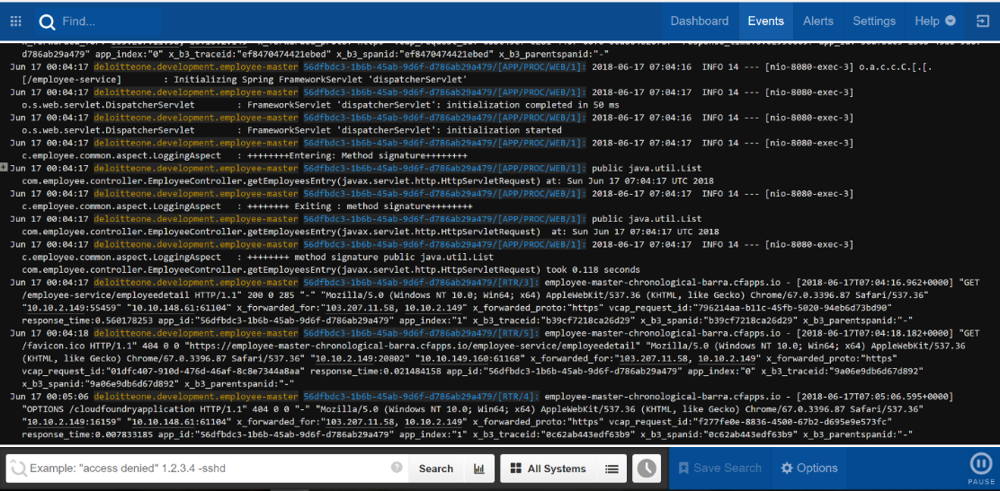 Find...
Dashboard Events Alerts Settings Help
d786ab29a479" app_index:"0" x_b3_traceid:"ef8470474421ebed" x_b3_spanid:"ef8470474421ebed" x_b3_parentspanid:"-"
Jun 17 00:04:17 deloitteone.development.employee-master 56dfbdc3-1b6b-45ab-9d6f-d786ab29a479/[APP/PROC/WEB/1]: 2018-06-17 07:04:16 INFO 14 --- [nio-8080-exec-3] o.a.c.c.C.[.[.
[/employee-service] : Initializing Spring FrameworkServlet 'dispatcherServlet'
Jun 17 00:04:17 deloitteone.development.employee-master 56dfbdc3-1b6b-45ab-9d6f-d786ab29a479/[APP/PROC/WEB/1]: 2018-06-17 07:04:17 INFO 14 --- [nio-8080-exec-3]
o.s.web.servlet.DispatcherServlet : FrameworkServlet 'dispatcherServlet': initialization completed in 50 ms
Jun 17 00:04:17 deloitteone.development.employee-master 56dfbdc3-1b6b-45ab-9d6f-d786ab29a479/[APP/PROC/WEB/1]: 2018-06-17 07:04:16 INFO 14 --- [nio-8080-exec-3]
o.s.web.servlet.DispatcherServlet : FrameworkServlet 'dispatcherServlet': initialization started
Jun 17 00:04:17 deloitteone.development.employee-master 56dfbdc3-1b6b-45ab-9d6f-d786ab29a479/[APP/PROC/WEB/1]: 2018-06-17 07:04:17 INFO 14 --- [nio-8080-exec-3]
c.employee.common.aspect.LoggingAspect : ++++++++Entering: Method signature++++++++
Jun 17 00:04:17 deloitteone.development.employee-master 56dfbdc3-1b6b-45ab-9d6f-d786ab29a479/[APP/PROC/WEB/1]: public java.util.List
com.employee.controller.EmployeeController.getEmployeesEntry(javax.servlet.http.HttpServletRequest) at: Sun Jun 17 07:04:17 UTC 2018
Jun 17 00:04:17 deloitteone.development.employee-master 56dfbdc3-1b6b-45ab-9d6f-d786ab29a479/[APP/PROC/WEB/1]: 2018-06-17 07:04:17 INFO 14 --- [nio-8080-exec-3]
c.employee.common.aspect.LoggingAspect : ++++++++ Exiting : method signature++++++++
Jun 17 00:04:17 deloitteone.development.employee-master 56dfbdc3-1b6b-45ab-9d6f-d786ab29a479/[APP/PROC/WEB/1]: public java.util.List
com.employee.controller.EmployeeController.getEmployeesEntry(javax.servlet.http.HttpServletRequest) at: Sun Jun 17 07:04:17 UTC 2018
Jun 17 00:04:17 deloitteone.development.employee-master 56dfbdc3-1b6b-45ab-9d6f-d786ab29a479/[APP/PROC/WEB/1]: 2018-06-17 07:04:17 INFO 14 --- [nio-8080-exec-3]
c.employee.common.aspect.LoggingAspect : ++++++++ method signature public java.util.List
com.employee.controller.EmployeeController.getEmployeesEntry(javax.servlet.http.HttpServletRequest) took 0.118 seconds
Jun 17 00:04:17 deloitteone.development.employee-master 56dfbdc3-1b6b-45ab-9d6f-d786ab29a479/[RTR/3]: employee-master-chronological-barra.cfapps.io - [2018-06-17T07:04:16.962+0000] "GET
/employee-service/employeedetail HTTP/1.1" 200 0 285 "-" "Mozilla/5.0 (Windows NT 10.0; Win64; x64) AppleWebKit/537.36 (KHTML, like Gecko) Chrome/67.0.3396.87 Safari/537.36"
"10.10.2.149:55459" "10.10.148.61:61104" x_forwarded_for:"103.207.11.58, 10.10.2.149" x_forwarded_proto:"https" vcap_request_id:"796214aa-b11c-45fb-5020-94eb6d73bd90"
response_time:0.560178253 app_id:"56dfbdc3-1b6b-45ab-9d6f-d786ab29a479" app_index:"1" x_b3_traceid:"b39cf7218ca26d29" x_b3_spanid:"b39cf7218ca26d29" x_b3_parentspanid:"-"
Jun 17 00:04:18 deloitteone.development.employee-master 56dfbdc3-1b6b-45ab-9d6f-d786ab29a479/[RTR/5]: employee-master-chronological-barra.cfapps.io - [2018-06-17T07:04:18.182+0000] "GET
/favicon.ico HTTP/1.1" 404 0 0 "https://employee-master-chronological-barra.cfapps.io/employee-service/employeedetail" "Mozilla/5.0 (Windows NT 10.0; Win64; x64) AppleWebKit/537.36
(KHTML, like Gecko) Chrome/67.0.3396.87 Safari/537.36" "10.10.2.149:20802" "10.10.149.160:61168" x_forwarded_for:"103.207.11.58, 10.10.2.149" x_forwarded_proto:"https"
vcap_request_id:"01dfc407-910d-476d-46af-8c8e7344a8aa" response_time:0.021484158 app_id:"56dfbdc3-1b6b-45ab-9d6f-d786ab29a479" app_index:"0" x_b3_traceid:"9a06e9db6d67d892"
x_b3_spanid:"9a06e9db6d67d892" x_b3_parentspanid:"-"
Jun 17 00:05:06 deloitteone.development.employee-master 56dfbdc3-1b6b-45ab-9d6f-d786ab29a479/[RTR/4]: employee-master-chronological-barra.cfapps.io - [2018-06-17T07:05:06.595+0000]
"OPTIONS /cloudfoundryapplication HTTP/1.1" 404 0 0 "-" "Mozilla/5.0 (Windows NT 10.0; Win64; x64) AppleWebKit/537.36 (KHTML, like Gecko) Chrome/67.0.3396.87 Safari/537.36"
"10.10.2.149:16159" "10.10.148.61:61104" x_forwarded_for:"103.207.11.58, 10.10.2.149" x_forwarded_proto:"https" vcap_request_id:"f277fe0e-8836-4500-67b2-d695e9e573fc"
response_time:0.007833185 app_id:"56dfbdc3-1b6b-45ab-9d6f-d786ab29a479" app_index:"1" x_b3_traceid:"0c62ab443edf63b9" x_b3_spanid:"0c62ab443edf63b9" x_b3_parentspanid:"-"
Example: "access denied" 1.2.3.4 -sshd Search All Systems Save Search Options PAUSE